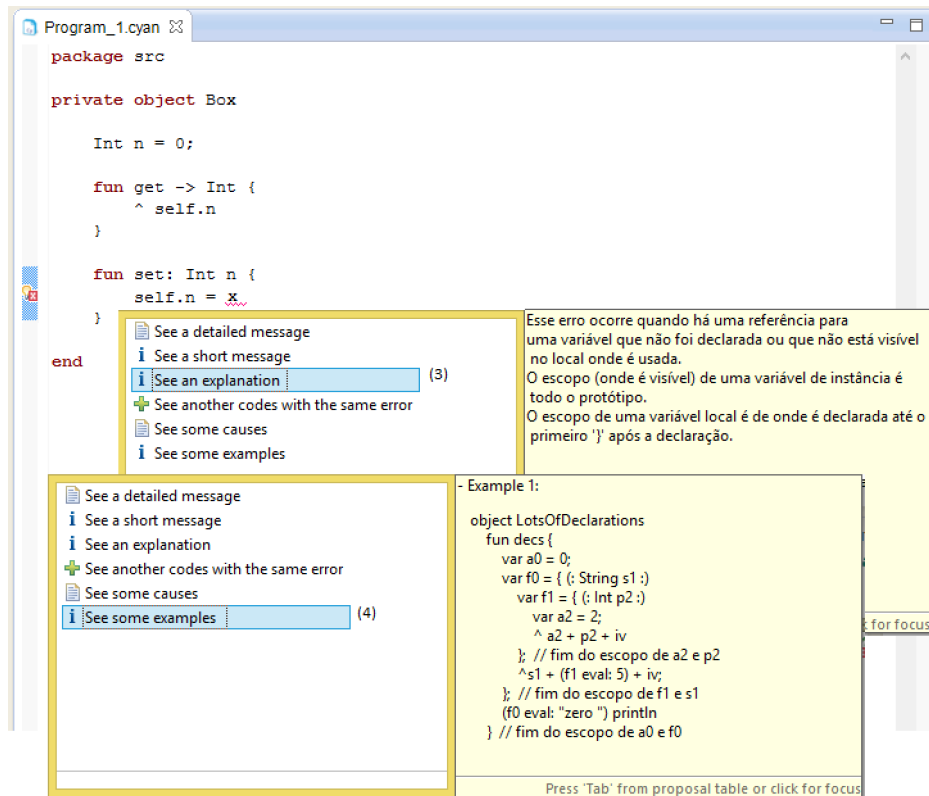 Program_1.cyan
package src
private object Box
Int n = 0;
fun get -> Int {
^ self.n
}
fun set: Int n {
self.n = x
}
end
See a detailed message
See a short message
See an explanation
(3)
See another codes with the same error
See some causes
See some examples
Esse erro ocorre quando há uma referência para
uma variável que não foi declarada ou que não está visível
no local onde é usada.
O escopo (onde é visível) de uma variável de instância é
todo o protótipo.
O escopo de uma variável local é de onde é declarada até o
primeiro '}' após a declaração.
See a detailed message
See a short message
See an explanation
See another codes with the same error
See some causes
See some examples
(4)
- Example 1:
object LotsOfDeclarations
fun decs {
var a0 = 0;
var f0 = { (: String s1 :)
var f1 = { (: Int p2 :)
var a2 = 2;
^ a2 + p2 + iv
}; // fim do escopo de a2 e p2
^s1 + (f1 eval: 5) + iv;
}; // fim do escopo de f1 e s1
(f0 eval: "zero ") println
} // fim do escopo de a0 e f0
Press 'Tab' from proposal table or click for focus
for focus